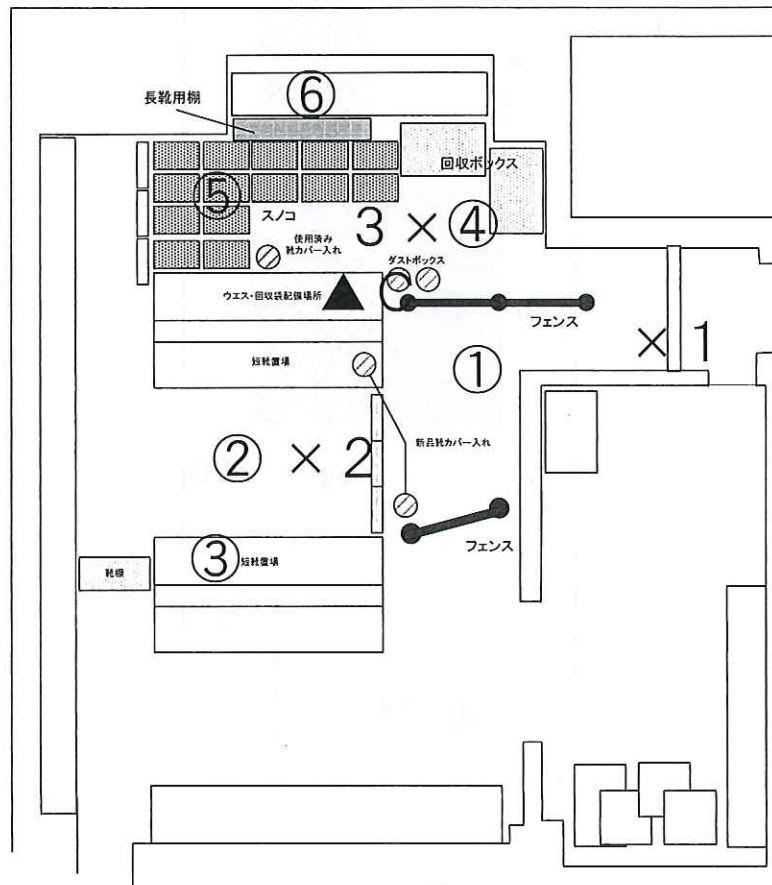 ⑥
長靴用棚
回収ボックス
⑤
スノコ
3 × ④
使用済み
靴カバー入れ
ダストボックス
ウエス・回収袋配備場所
フェンス
× 1
①
短靴置場
新品靴カバー入れ
② × 2
フェンス
③
短靴置場
靴棚